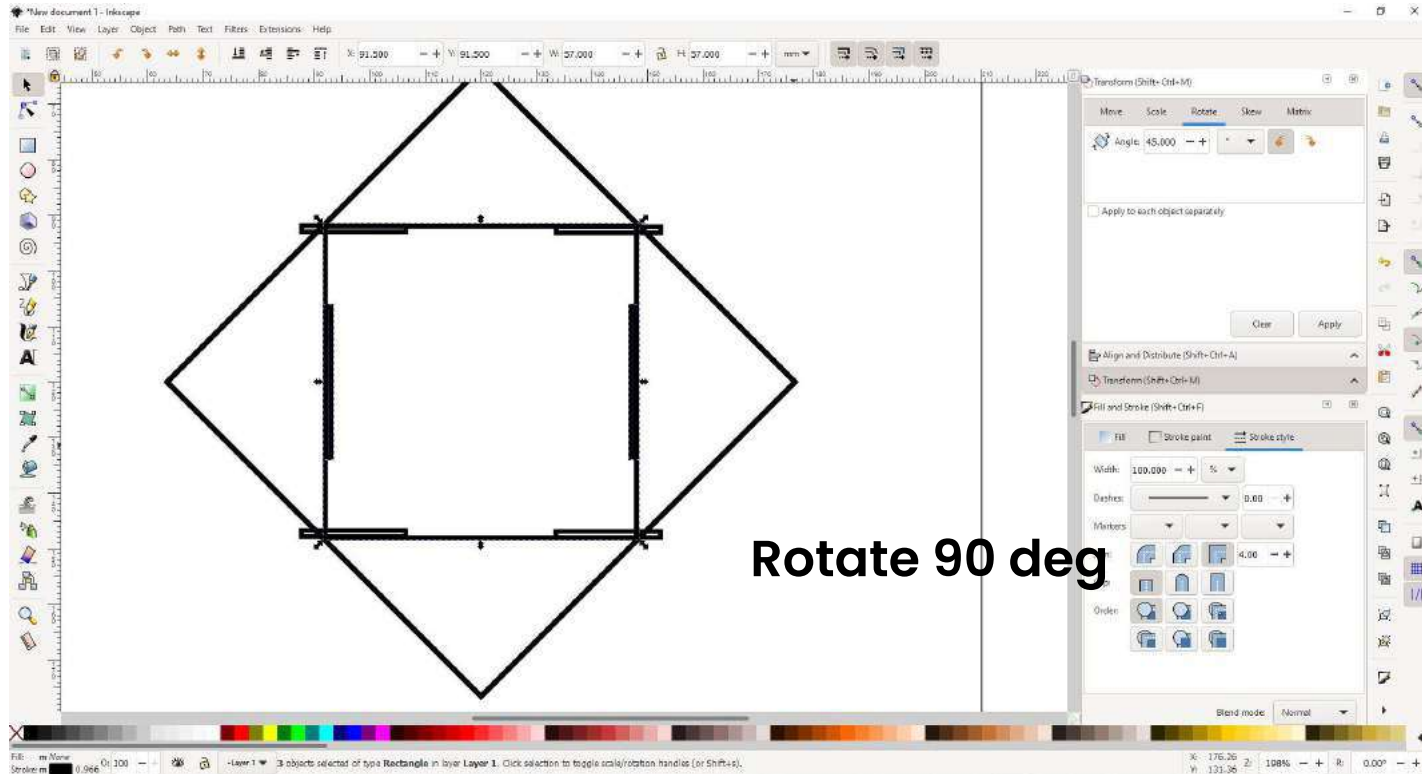 *New document 1 - Inkscape
File Edit View Layer Object Path Text Filters Extensions Help
X: 91.500 − + Y: 91.500 − + W: 57.000 − + H: 57.000 − + mm
Transform (Shift+Ctrl+M)
Move Scale Rotate Skew Matrix
Angle: 45.000 − + °
Apply to each object separately
Clear Apply
Align and Distribute (Shift+Ctrl+A)
Transform (Shift+Ctrl+M)
Fill and Stroke (Shift+Ctrl+F)
Fill Stroke paint Stroke style
Width: 100.000 − + %
Dashes: 0.00 +
Markers
4.00 − +
Rotate 90 deg
Order:
Blend mode: Normal
Fill: m None
Stroke: m 0.966 O: 100 − -Layer 1 3 objects selected of type Rectangle in layer Layer 1. Click selection to toggle scale/rotation handles (or Shift+s).
X: 176.26
Y: 131.36 Z: 198% − + R: 0.00° − +